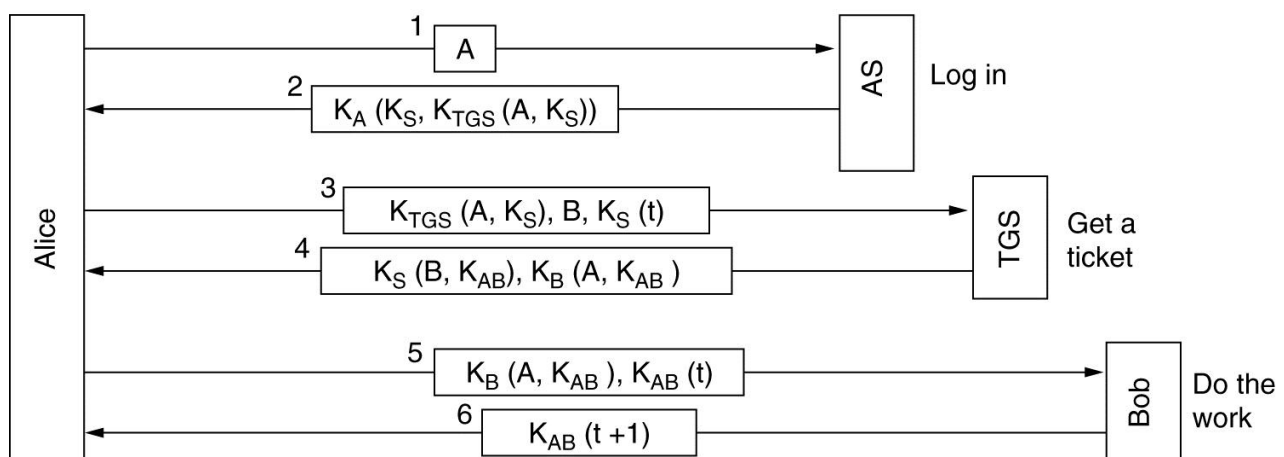 Alice
1
A
AS
Log in
2
K_A (K_S, K_TGS (A, K_S))
3
K_TGS (A, K_S), B, K_S (t)
TGS
Get a
ticket
4
K_S (B, K_AB), K_B (A, K_AB )
5
K_B (A, K_AB ), K_AB (t)
Bob
Do the
work
6
K_AB (t +1)